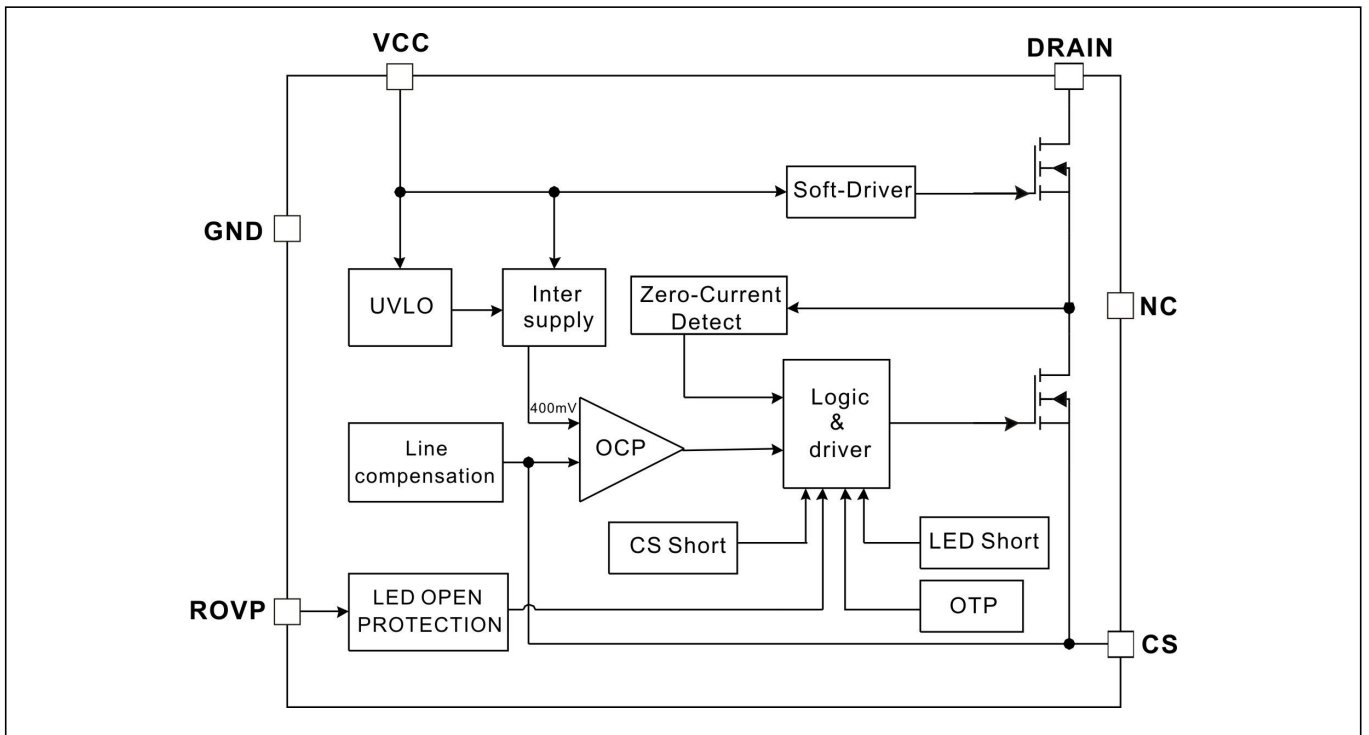 VCC
DRAIN
Soft-Driver
GND
UVLO
Inter
supply
Zero-Current
Detect
NC
400mV
Line
compensation
OCP
Logic
&
driver
CS Short
LED Short
ROVP
LED OPEN
PROTECTION
OTP
CS